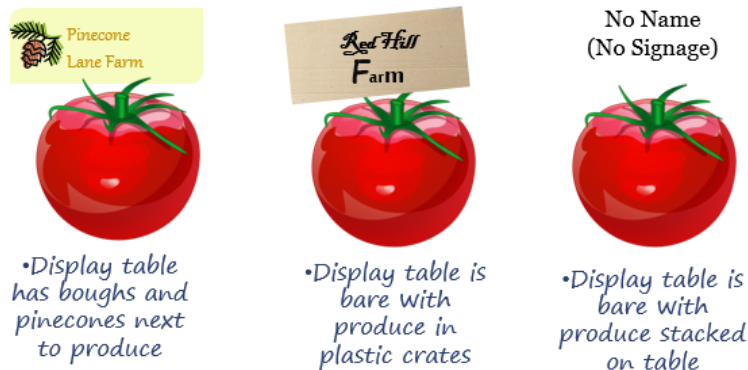 Pinecone
Lane Farm
•Display table
has boughs and
pinecones next
to produce
Red Hill
Farm
•Display table is
bare with
produce in
plastic crates
No Name
(No Signage)
•Display table is
bare with
produce stacked
on table